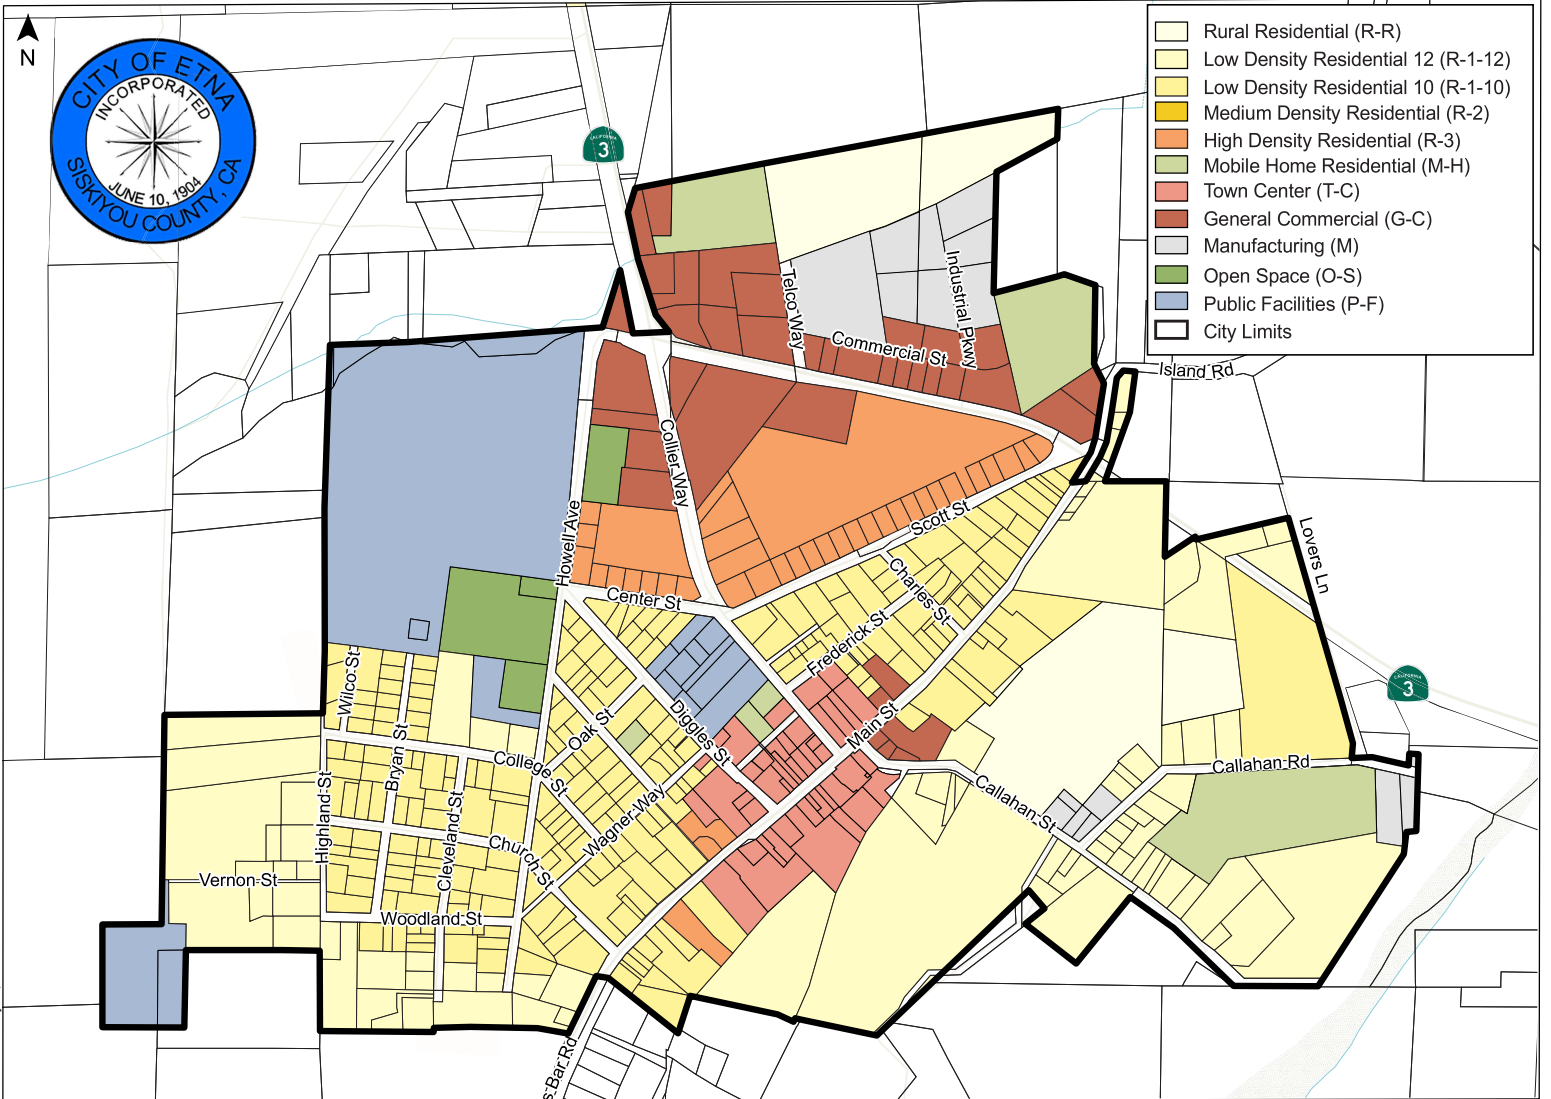 N
CITY OF ETNA
INCORPORATED
JUNE 10, 1904
SISKIYOU COUNTY, CA
CALIFORNIA
3
Rural Residential (R-R)
Low Density Residential 12 (R-1-12)
Low Density Residential 10 (R-1-10)
Medium Density Residential (R-2)
High Density Residential (R-3)
Mobile Home Residential (M-H)
Town Center (T-C)
General Commercial (G-C)
Manufacturing (M)
Open Space (O-S)
Public Facilities (P-F)
City Limits
Telco Way
Industrial Pkwy
Commercial St
Island Rd
Collier Way
Howell Ave
Scott St
Lovers Ln
Center St
Charles St
Frederick St
CALIFORNIA
3
Wilco St
Diggles St
Oak St
Main St
Bryan St
College St
Callahan Rd
Callahan St
Highland St
Cleveland St
Wagner Way
Church St
Vernon St
Woodland St
s Bar Rd